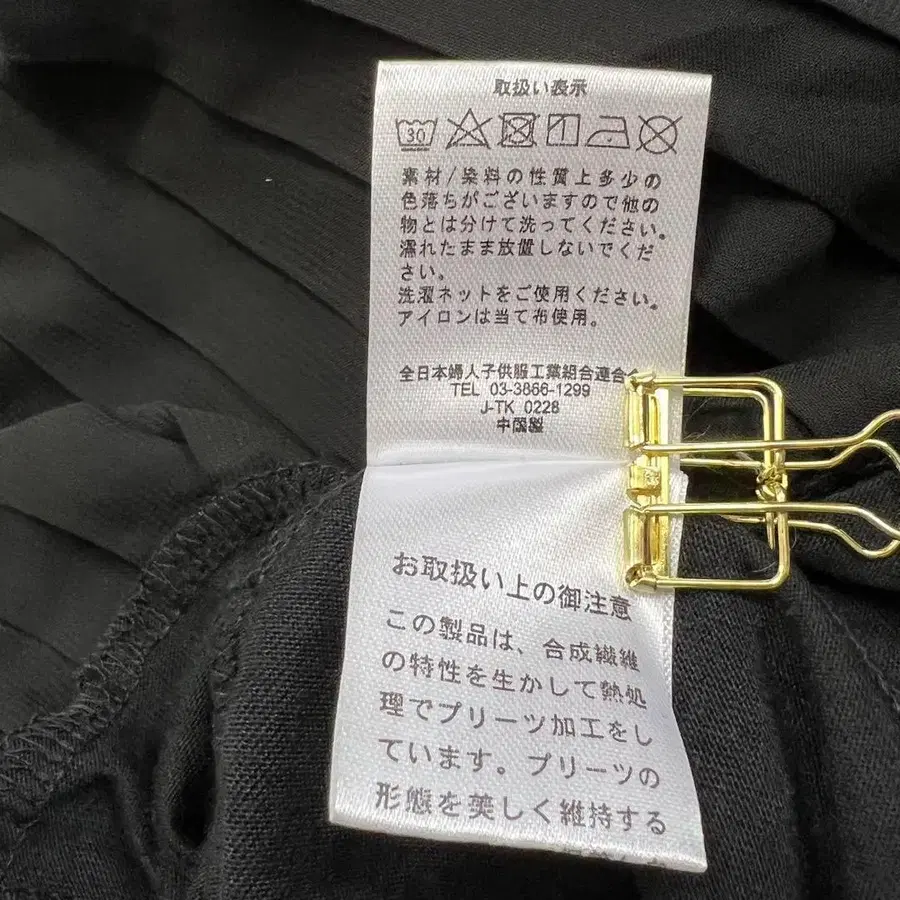 取扱い表示
30
素材/染料の性質上多少の
色落ちがございますので他の
物とは分けて洗ってください。
濡れたまま放置しないでくだ
さい。
洗濯ネットをご使用ください。
アイロンは当て布使用。
全日本婦人子供服工業組合連合会
TEL 03-3866-1299
J-TK 0228
中国製
お取扱い上の御注意
この製品は、合成繊維
の特性を生かして熱処
理でプリーツ加工をし
ています。プリーツの
形態を美しく維持する